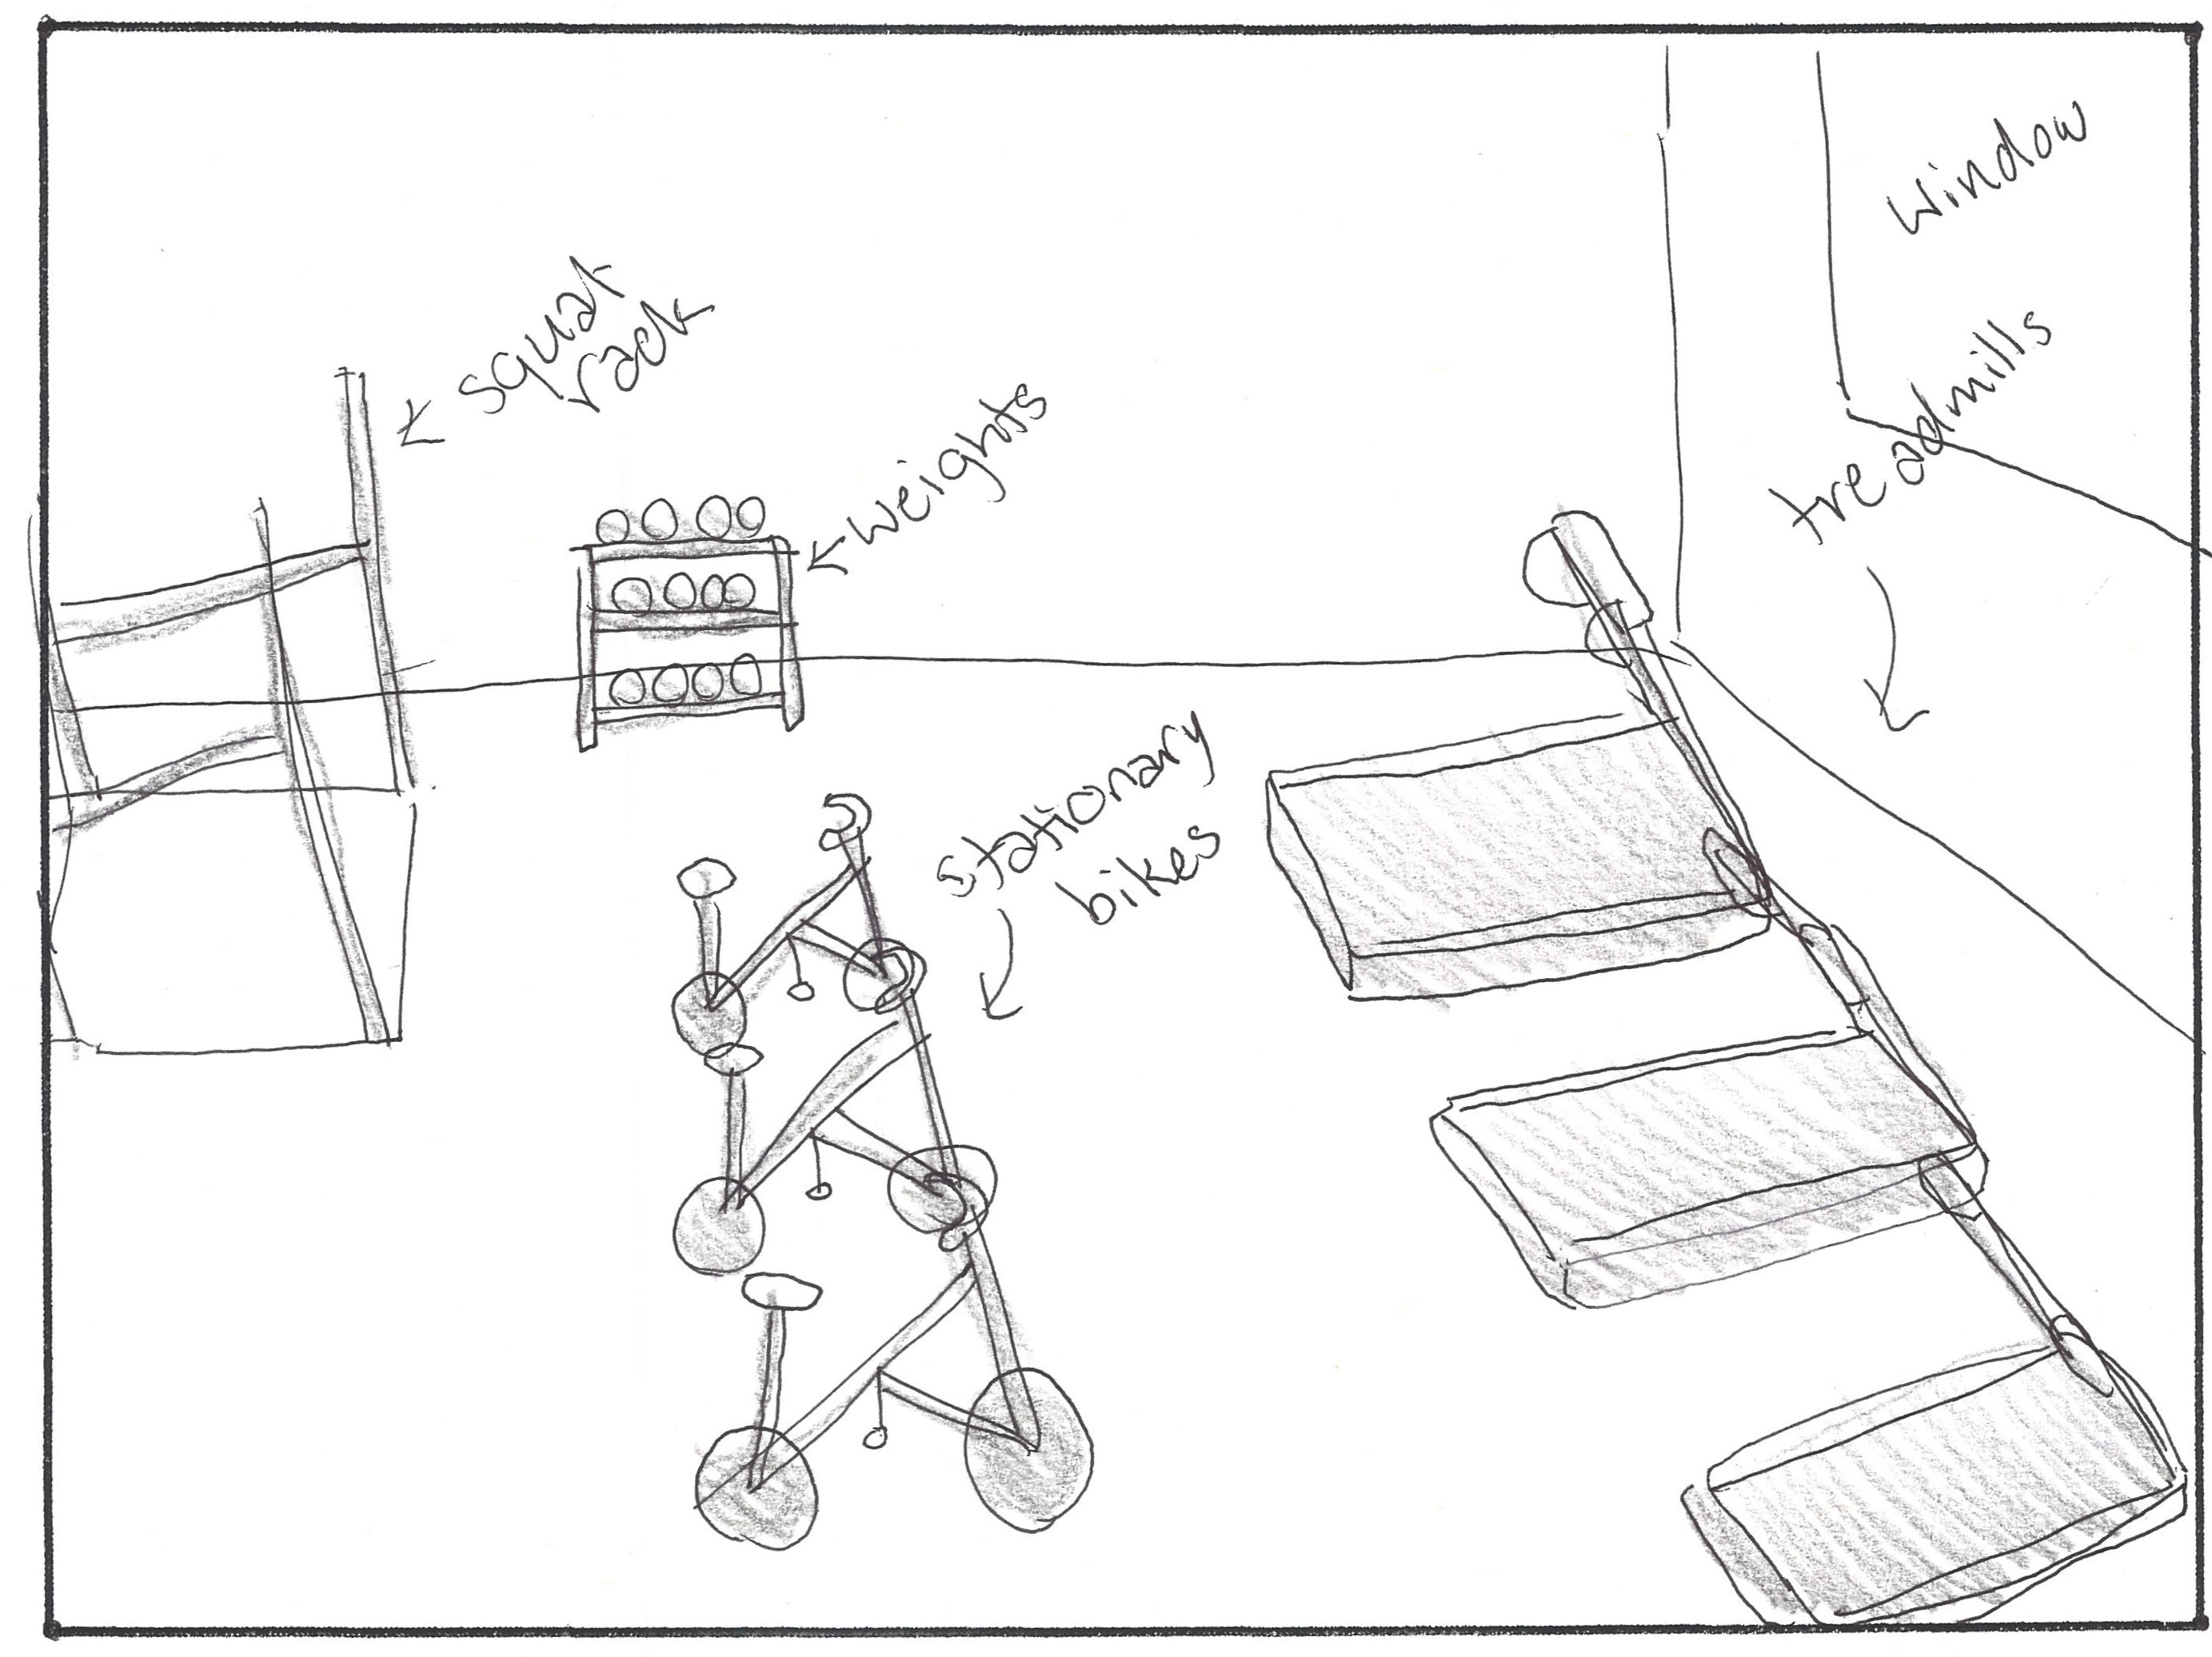 window
squat
rack
treadmills
weights
stationary
bikes